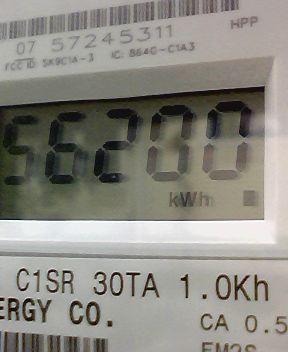 07 57245311
HPP
FCC ID: SK9C1A-3 IC: 864G-C1A3
56200
kWh
C1SR 30TA 1.0Kh
ERGY CO.
CA 0.5